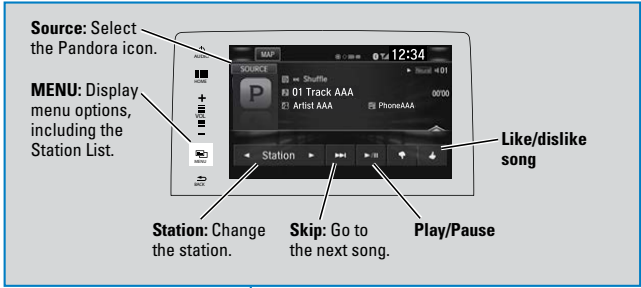 Source: Select
the Pandora icon.
MENU: Display
menu options,
including the
Station List.
AUDIO
HOME
+
VOL
–
MENU
BACK
MAP
12:34
SOURCE
P
Shuffle
01
01 Track AAA
00'00
Artist AAA
PhoneAAA
Station
Like/dislike
song
Station: Change
the station.
Skip: Go to
the next song.
Play/Pause